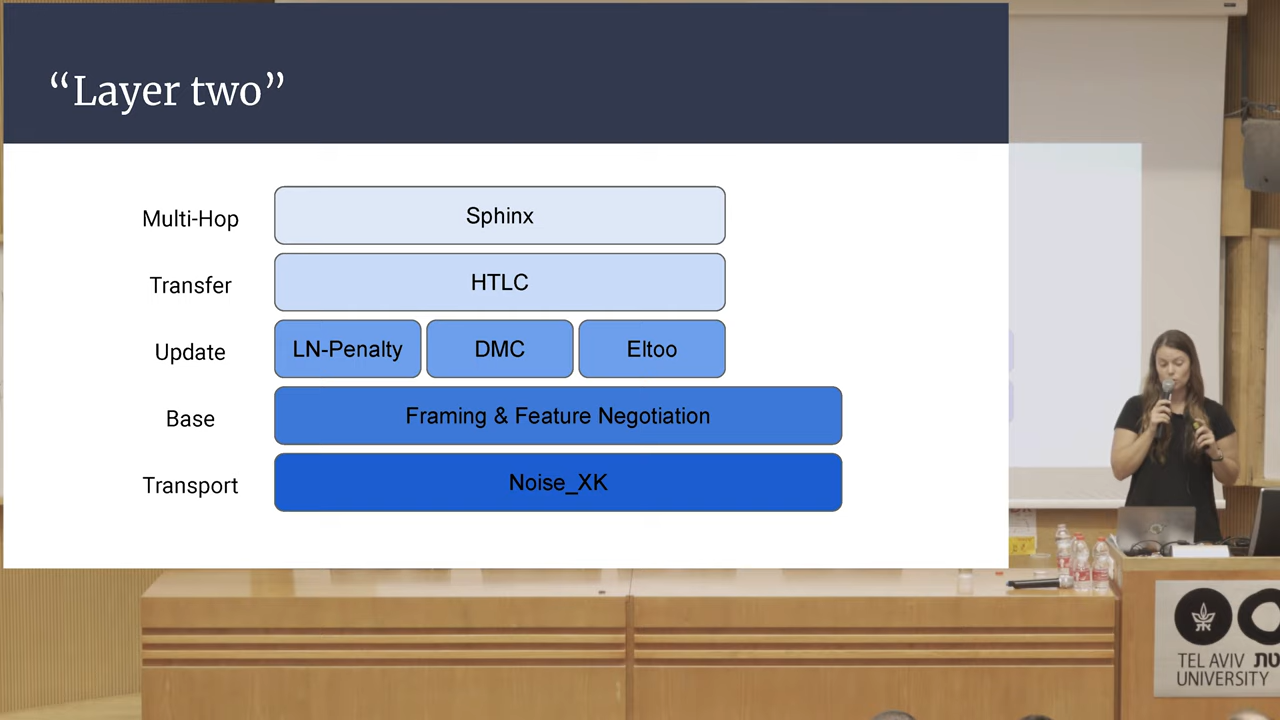 “Layer two”
Multi-Hop
Sphinx
Transfer
HTLC
Update
LN-Penalty
DMC
Eltoo
Base
Framing & Feature Negotiation
Transport
Noise_XK
TEL AVIV
UNIVERSITY